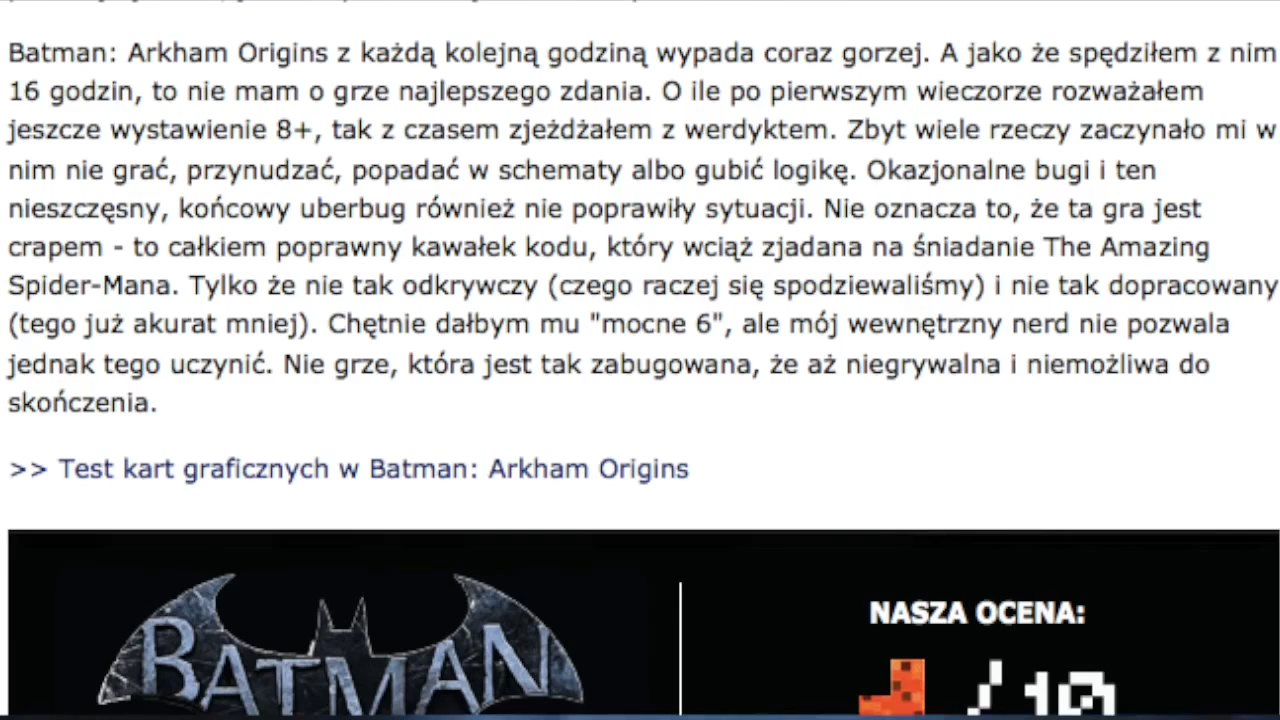 Batman: Arkham Origins z każdą kolejną godziną wypada coraz gorzej. A jako że spędziłem z nim
16 godzin, to nie mam o grze najlepszego zdania. O ile po pierwszym wieczorze rozważałem
jeszcze wystawienie 8+, tak z czasem zjeżdżałem z werdyktem. Zbyt wiele rzeczy zaczynało mi w
nim nie grać, przynudzać, popadać w schematy albo gubić logikę. Okazjonalne bugi i ten
nieszczęsny, końcowy uberbug również nie poprawiły sytuacji. Nie oznacza to, że ta gra jest
crapem - to całkiem poprawny kawałek kodu, który wciąż zjadana na śniadanie The Amazing
Spider-Mana. Tylko że nie tak odkrywczy (czego raczej się spodziewaliśmy) i nie tak dopracowany
(tego już akurat mniej). Chętnie dałbym mu "mocne 6", ale mój wewnętrzny nerd nie pozwala
jednak tego uczynić. Nie grze, która jest tak zabugowana, że aż niegrywalna i niemożliwa do
skończenia.
>> Test kart graficznych w Batman: Arkham Origins
BATMAN
NASZA OCENA:
/10